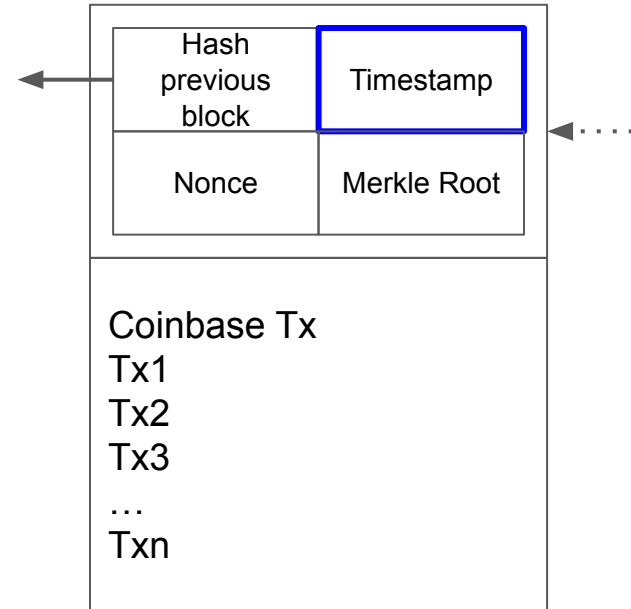 Hash
previous
block
Timestamp
Nonce
Merkle Root
Coinbase Tx
Tx1
Tx2
Tx3
…
Txn